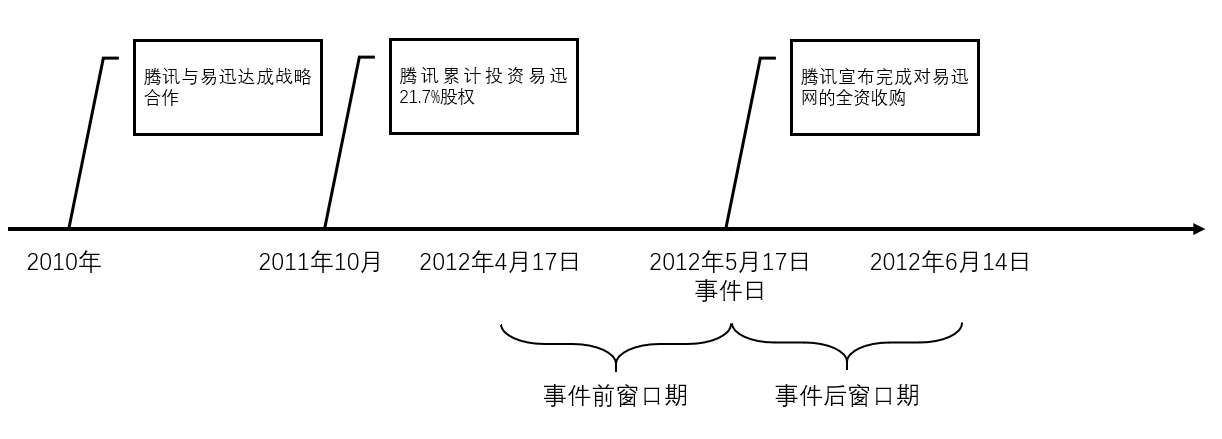 腾讯与易迅达成战略
合作
腾讯累计投资易迅
21.7%股权
腾讯宣布完成对易迅
网的全资收购
2010年
2011年10月
2012年4月17日
2012年5月17日
事件日
2012年6月14日
事件前窗口期
事件后窗口期